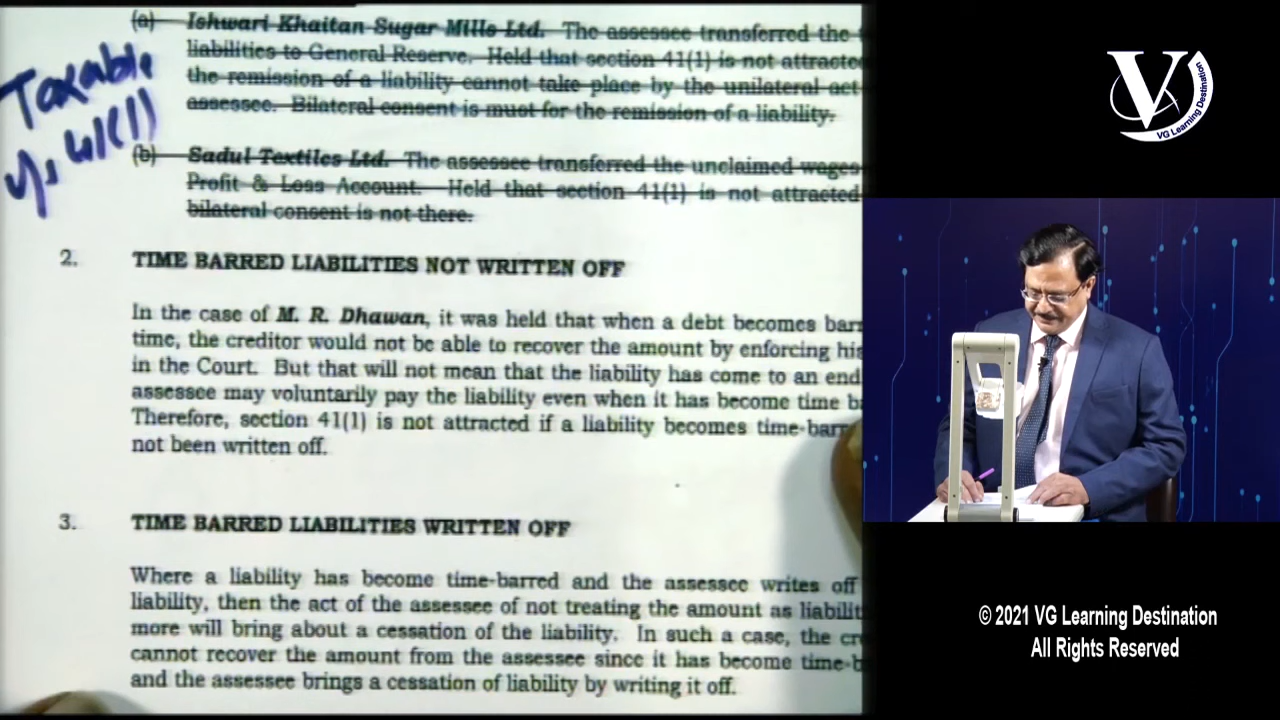 (a) Ishwari Khaitan Sugar Mills Ltd. The assessee transferred the
liabilities to General Reserve. Held that section 41(1) is not attracted
the remission of a liability cannot take place by the unilateral act
assessee. Bilateral consent is must for the remission of a liability.
Taxable
u/s 41(1)
(b) Sadul Textiles Ltd. The assessee transferred the unclaimed wages
Profit & Loss Account. Held that section 41(1) is not attracted
bilateral consent is not there.
2. TIME BARRED LIABILITIES NOT WRITTEN OFF
In the case of M. R. Dhawan, it was held that when a debt becomes barr
time, the creditor would not be able to recover the amount by enforcing his
in the Court. But that will not mean that the liability has come to an end
assessee may voluntarily pay the liability even when it has become time b
Therefore, section 41(1) is not attracted if a liability becomes time-barr
not been written off.
3. TIME BARRED LIABILITIES WRITTEN OFF
Where a liability has become time-barred and the assessee writes off
liability, then the act of the assessee of not treating the amount as liabilit
more will bring about a cessation of the liability. In such a case, the cr
cannot recover the amount from the assessee since it has become time-b
and the assessee brings a cessation of liability by writing it off.
V
VG Learning Destination
© 2021 VG Learning Destination
All Rights Reserved